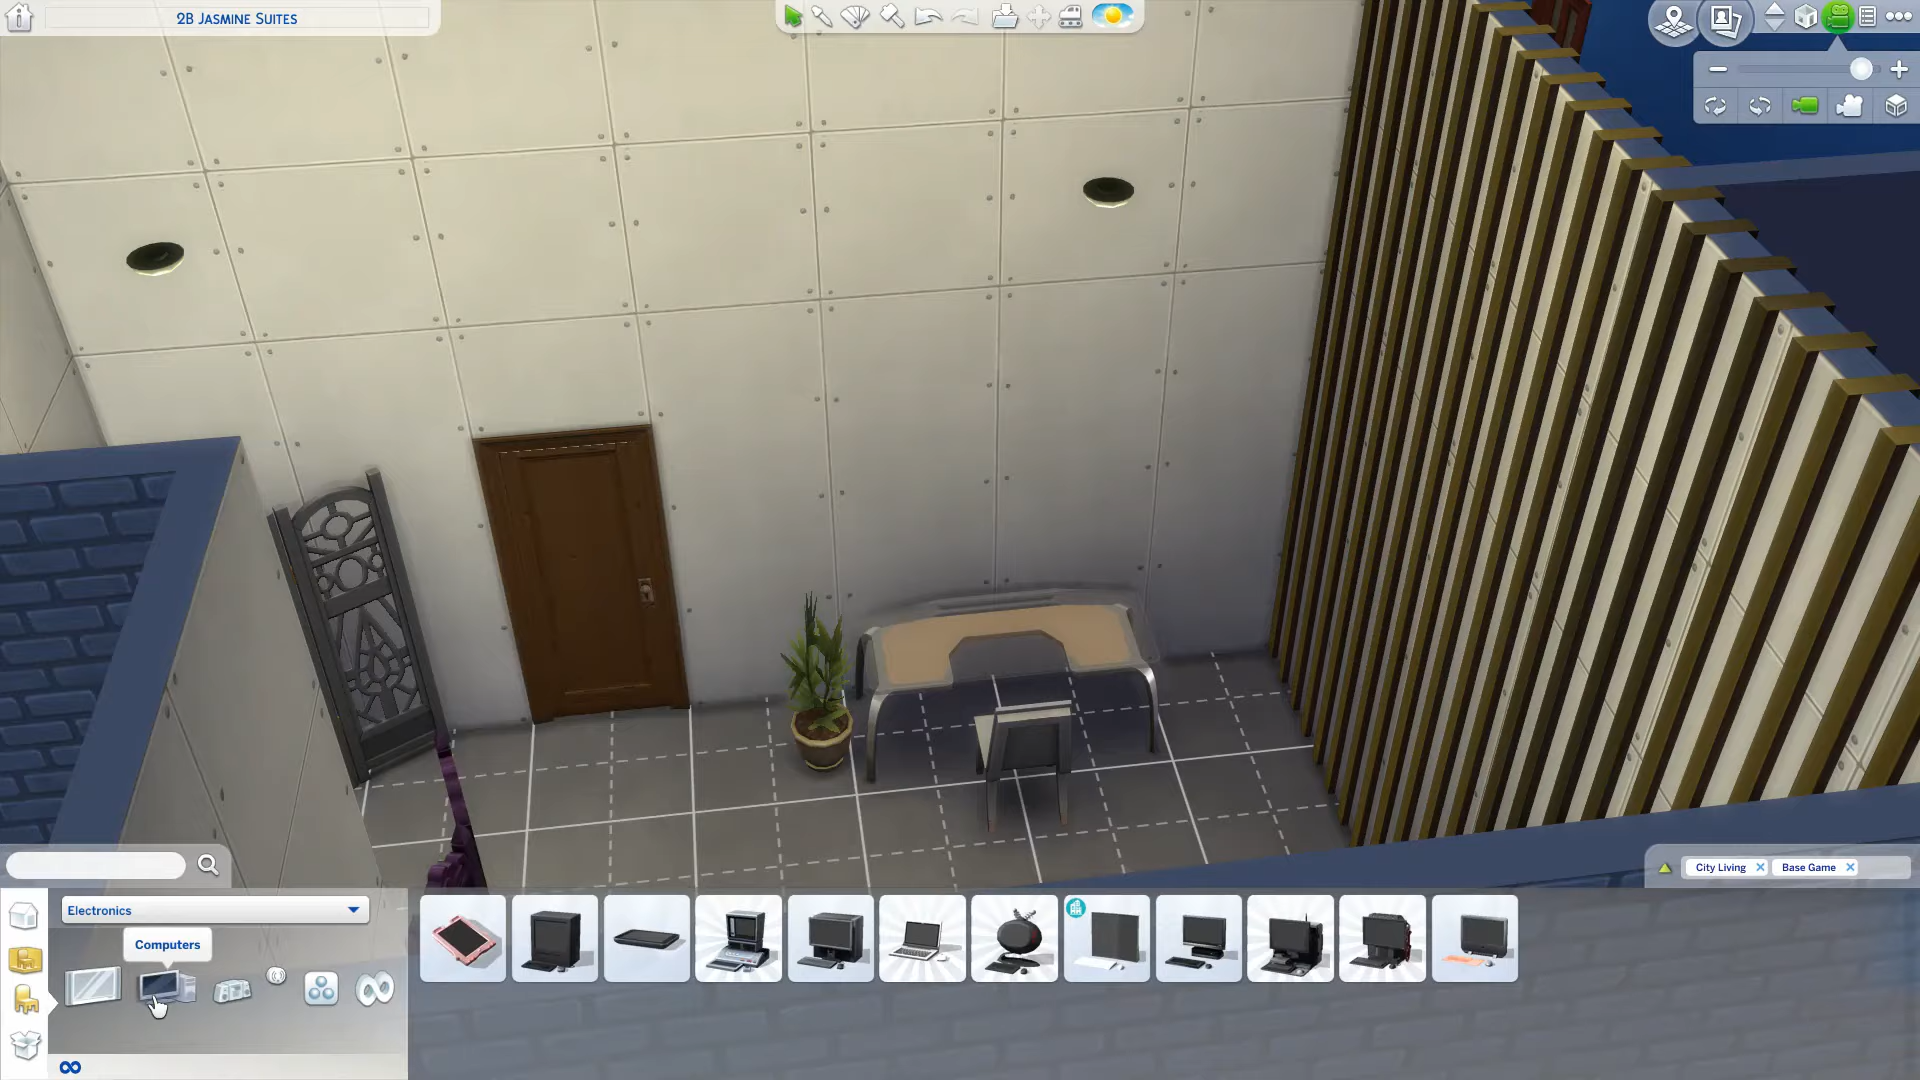 2B Jasmine Suites
City Living
Base Game
Electronics
Computers